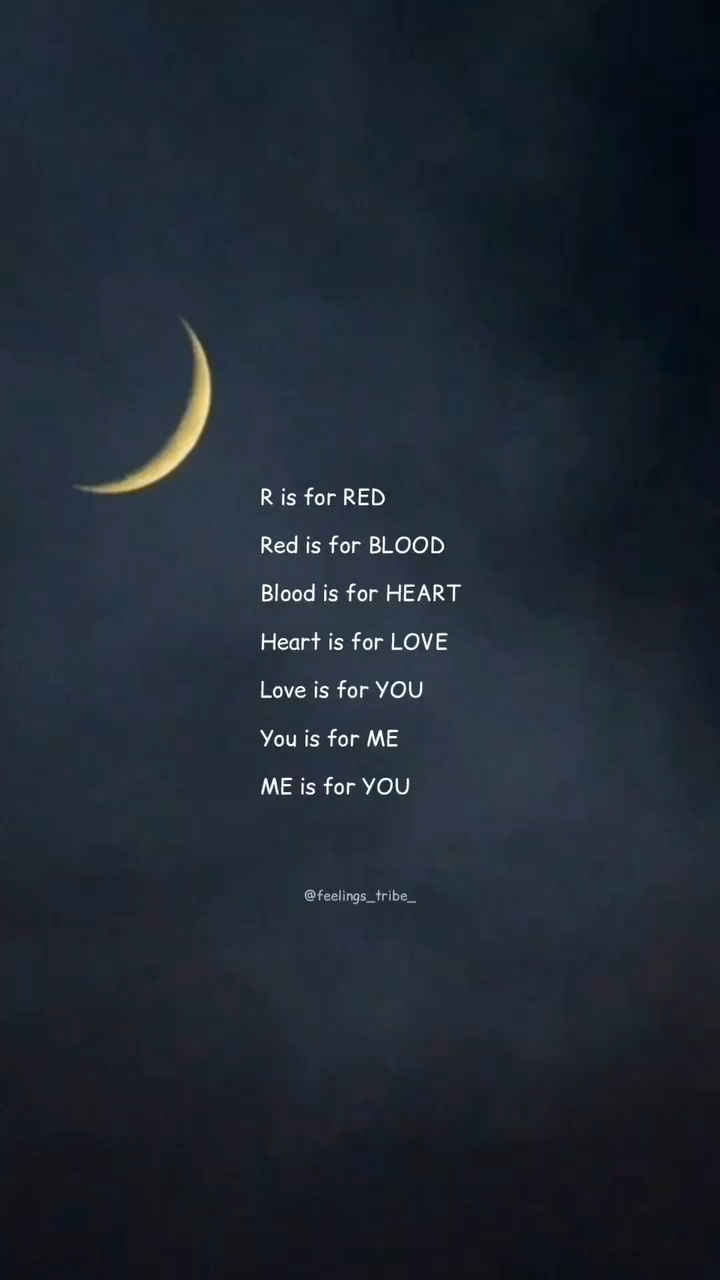 R is for RED
Red is for BLOOD
Blood is for HEART
Heart is for LOVE
Love is for YOU
You is for ME
ME is for YOU
@feelings_tribe_